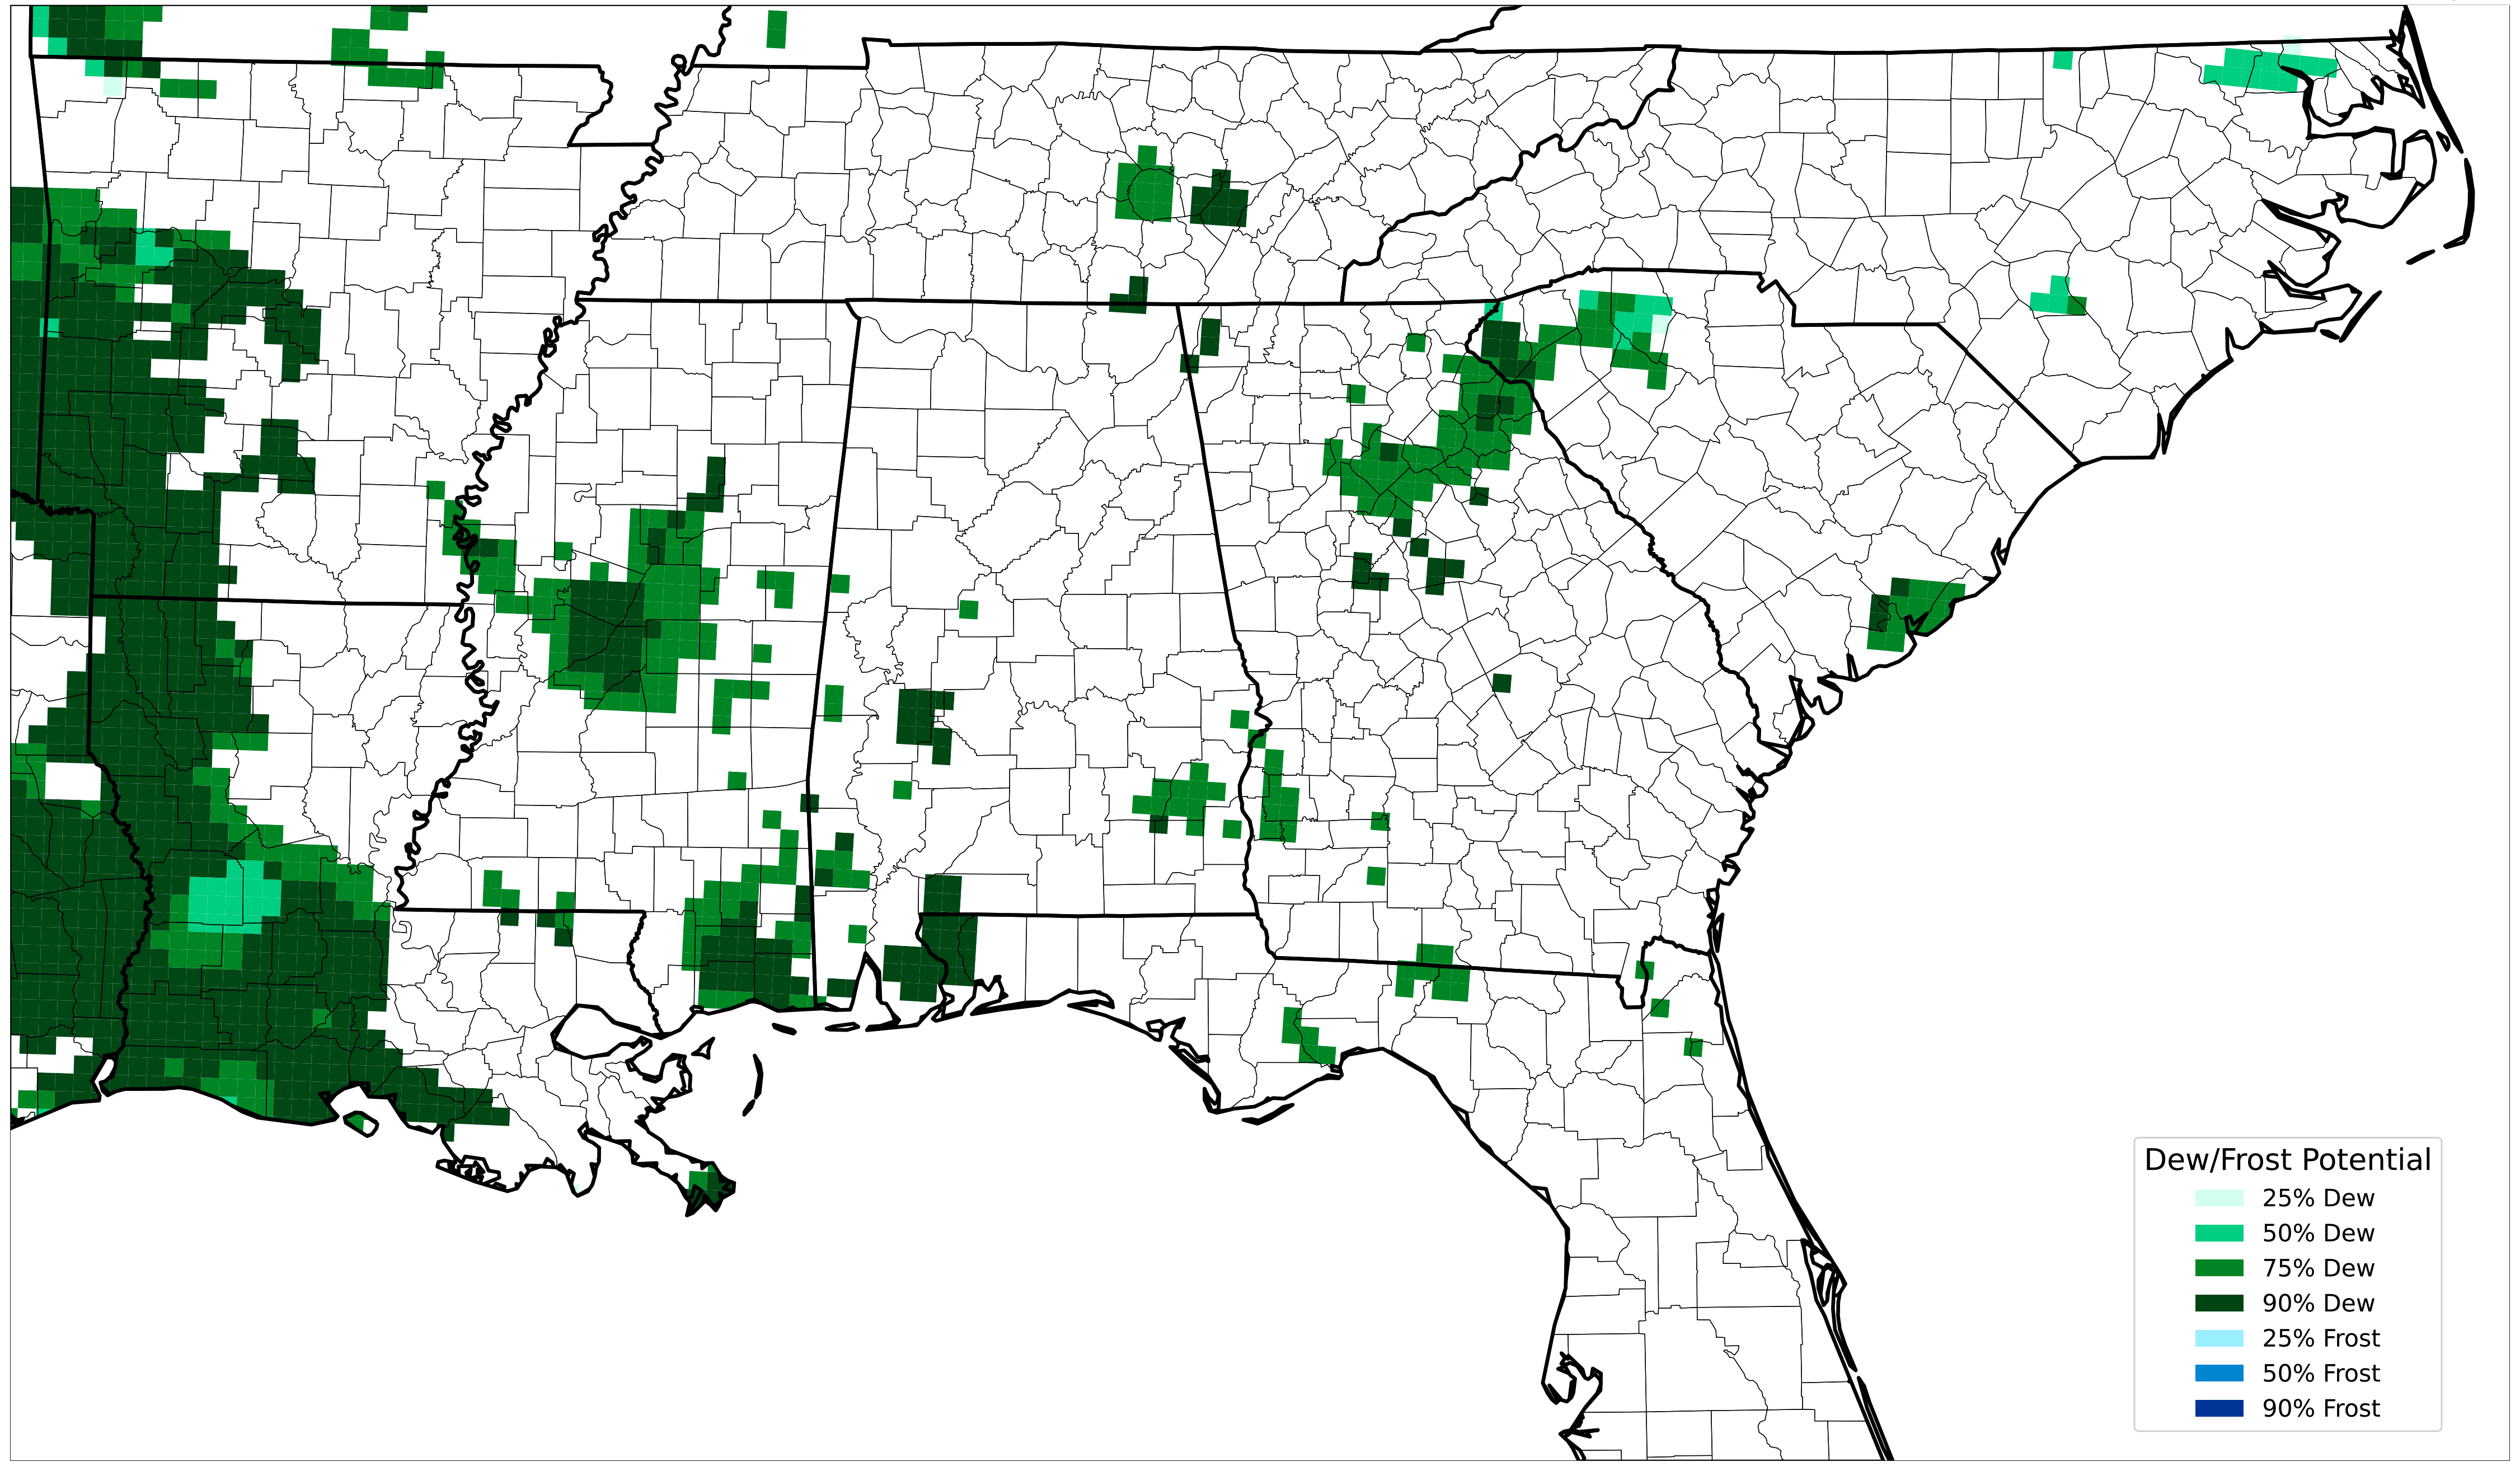 Dew/Frost Potential
25% Dew
50% Dew
75% Dew
90% Dew
25% Frost
50% Frost
90% Frost